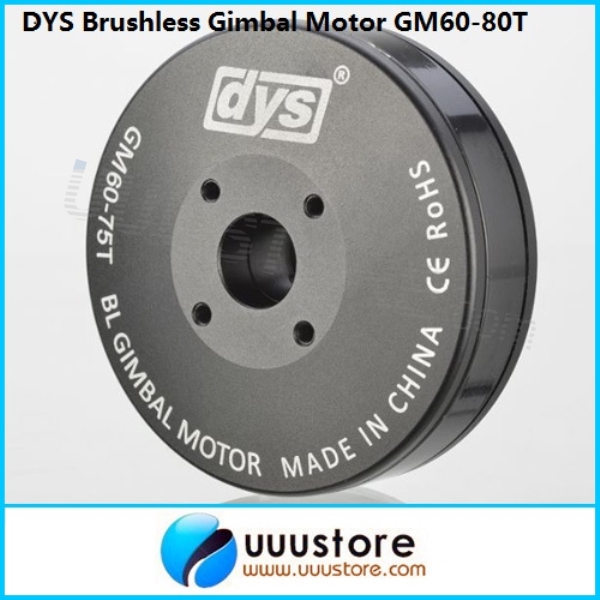 DYS Brushless Gimbal Motor GM60-80T
dys®
GM60-75T BL GIMBAL MOTOR MADE IN CHINA CE RoHS
uuustore
www.uuustore.com